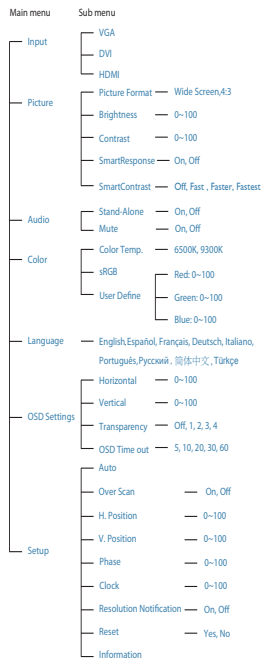 Main menu Sub menu
Input
VGA
DVI
HDMI
Picture
Picture Format Wide Screen,4:3
Brightness 0~100
Contrast 0~100
SmartResponse On, Off
SmartContrast Off, Fast , Faster, Fastest
Audio
Stand-Alone On, Off
Mute On, Off
Color
Color Temp. 6500K, 9300K
sRGB
User Define
Red: 0~100
Green: 0~100
Blue: 0~100
Language
English,Español, Français, Deutsch, Italiano,
Português,Русский, 简体中文,Türkçe
OSD Settings
Horizontal 0~100
Vertical 0~100
Transparency Off, 1, 2, 3, 4
OSD Time out 5, 10, 20, 30, 60
Setup
Auto
Over Scan On, Off
H. Position 0~100
V. Position 0~100
Phase 0~100
Clock 0~100
Resolution Notification On, Off
Reset Yes, No
Information